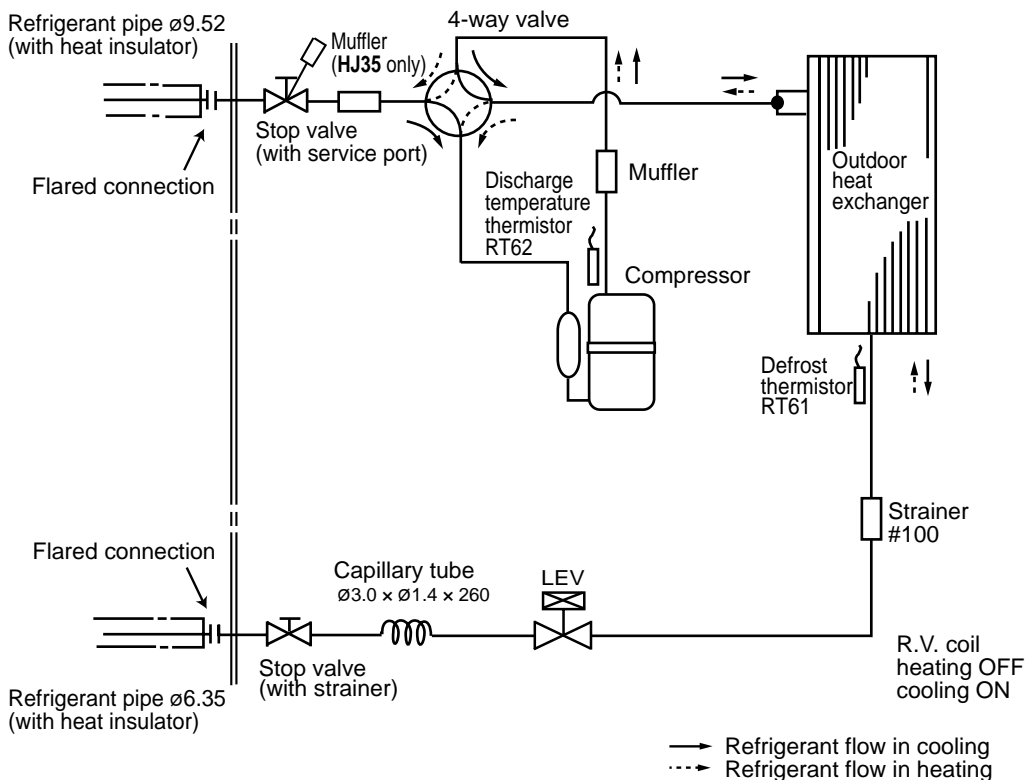 Refrigerant pipe ø9.52
(with heat insulator)
4-way valve
Muffler
(HJ35 only)
Stop valve
(with service port)
Flared connection
Discharge
temperature
thermistor
RT62
Muffler
Compressor
Outdoor
heat
exchanger
Defrost
thermistor
RT61
Strainer
#100
Flared connection
Capillary tube
Ø3.0 × Ø1.4 × 260
LEV
Stop valve
(with strainer)
Refrigerant pipe ø6.35
(with heat insulator)
R.V. coil
heating OFF
cooling ON
Refrigerant flow in cooling
Refrigerant flow in heating